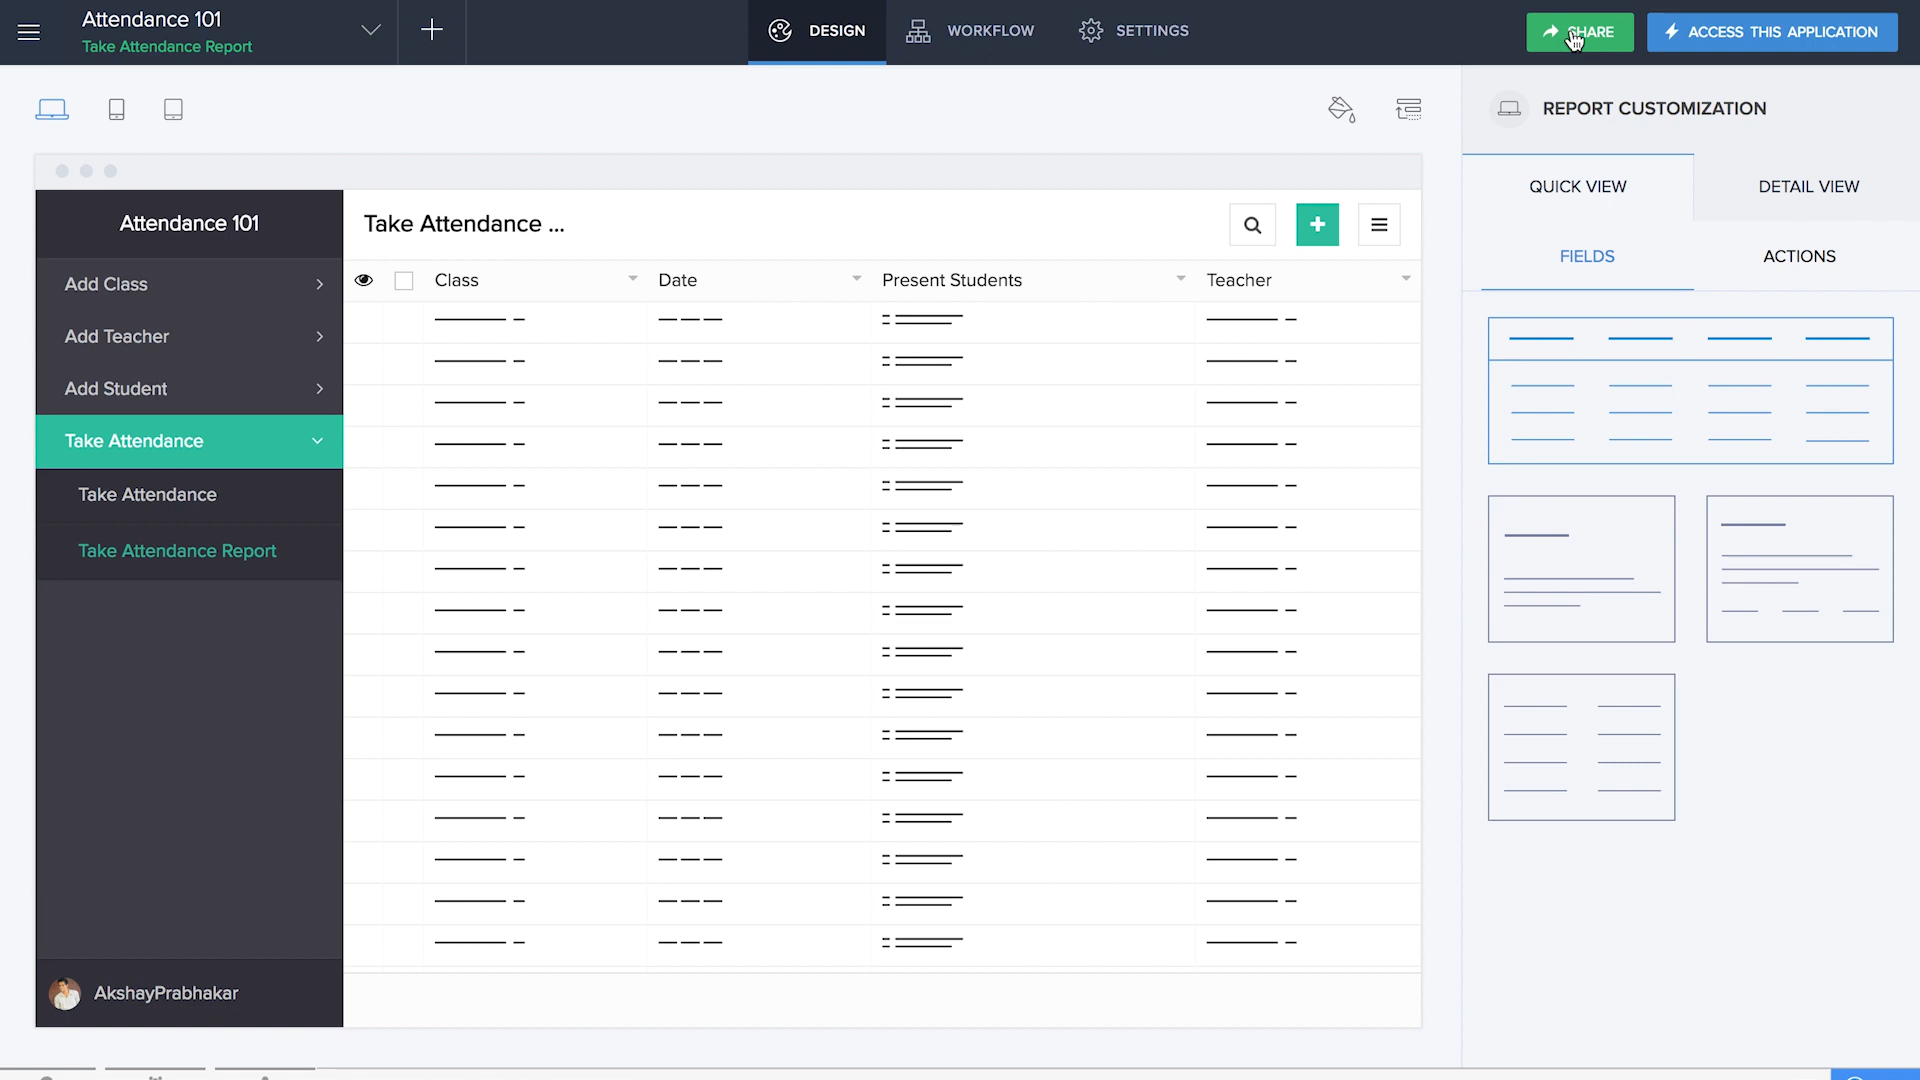 Attendance 101
Take Attendance Report
DESIGN
WORKFLOW
SETTINGS
SHARE
ACCESS THIS APPLICATION
REPORT CUSTOMIZATION
QUICK VIEW
DETAIL VIEW
FIELDS
ACTIONS
Attendance 101
Add Class
Add Teacher
Add Student
Take Attendance
Take Attendance
Take Attendance Report
AkshayPrabhakar
Take Attendance ...
Class
Date
Present Students
Teacher